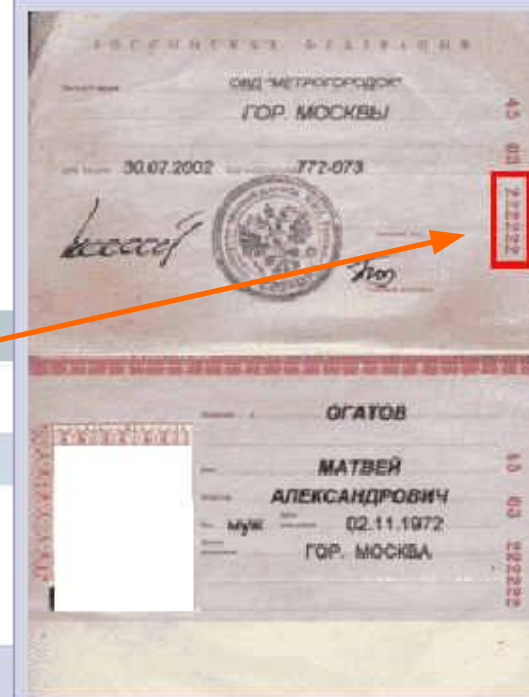 РОССИЙСКАЯ ФЕДЕРАЦИЯ
ОВД "МЕТРОГОРОДОК"
ГОР МОСКВЫ
30.07.2002 772-073
45 03 222222
ОГАТОВ
МАТВЕЙ
АЛЕКСАНДРОВИЧ
МУЖ 02.11.1972
ГОР. МОСКВА
45 03 222222